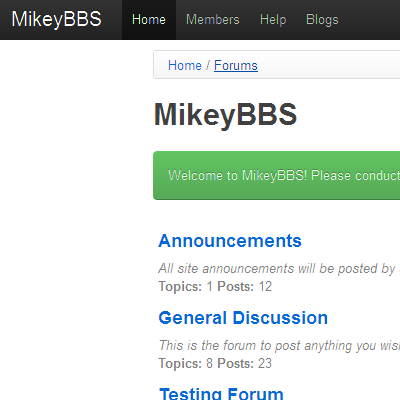 MikeyBBS Home Members Help Blogs
Home / Forums
MikeyBBS
Welcome to MikeyBBS! Please conduct
Announcements
All site announcements will be posted by
Topics: 1 Posts: 12
General Discussion
This is the forum to post anything you wis
Topics: 8 Posts: 23
Testing Forum